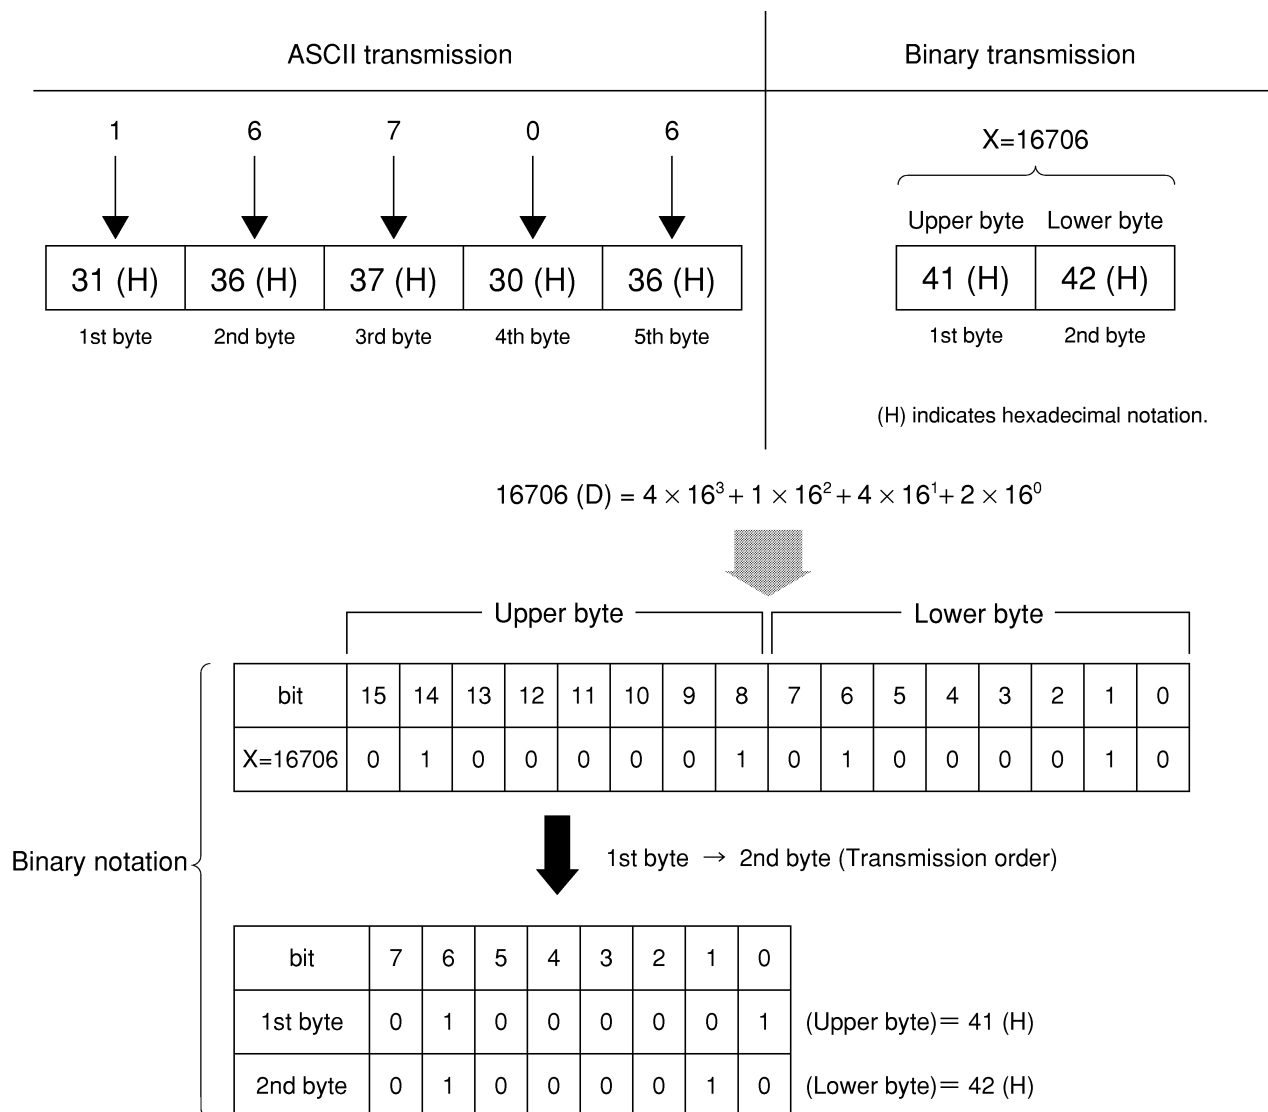 ASCII transmission
Binary transmission
1 6 7 0 6
31 (H) 36 (H) 37 (H) 30 (H) 36 (H)
1st byte 2nd byte 3rd byte 4th byte 5th byte
X=16706
Upper byte Lower byte
41 (H) 42 (H)
1st byte 2nd byte
(H) indicates hexadecimal notation.
16706 (D) = 4 × 16³ + 1 × 16² + 4 × 16¹ + 2 × 16⁰
Upper byte Lower byte
bit 15 14 13 12 11 10 9 8 7 6 5 4 3 2 1 0
X=16706 0 1 0 0 0 0 0 1 0 1 0 0 0 0 1 0
Binary notation
1st byte → 2nd byte (Transmission order)
bit 7 6 5 4 3 2 1 0
1st byte 0 1 0 0 0 0 0 1 (Upper byte)= 41 (H)
2nd byte 0 1 0 0 0 0 1 0 (Lower byte)= 42 (H)